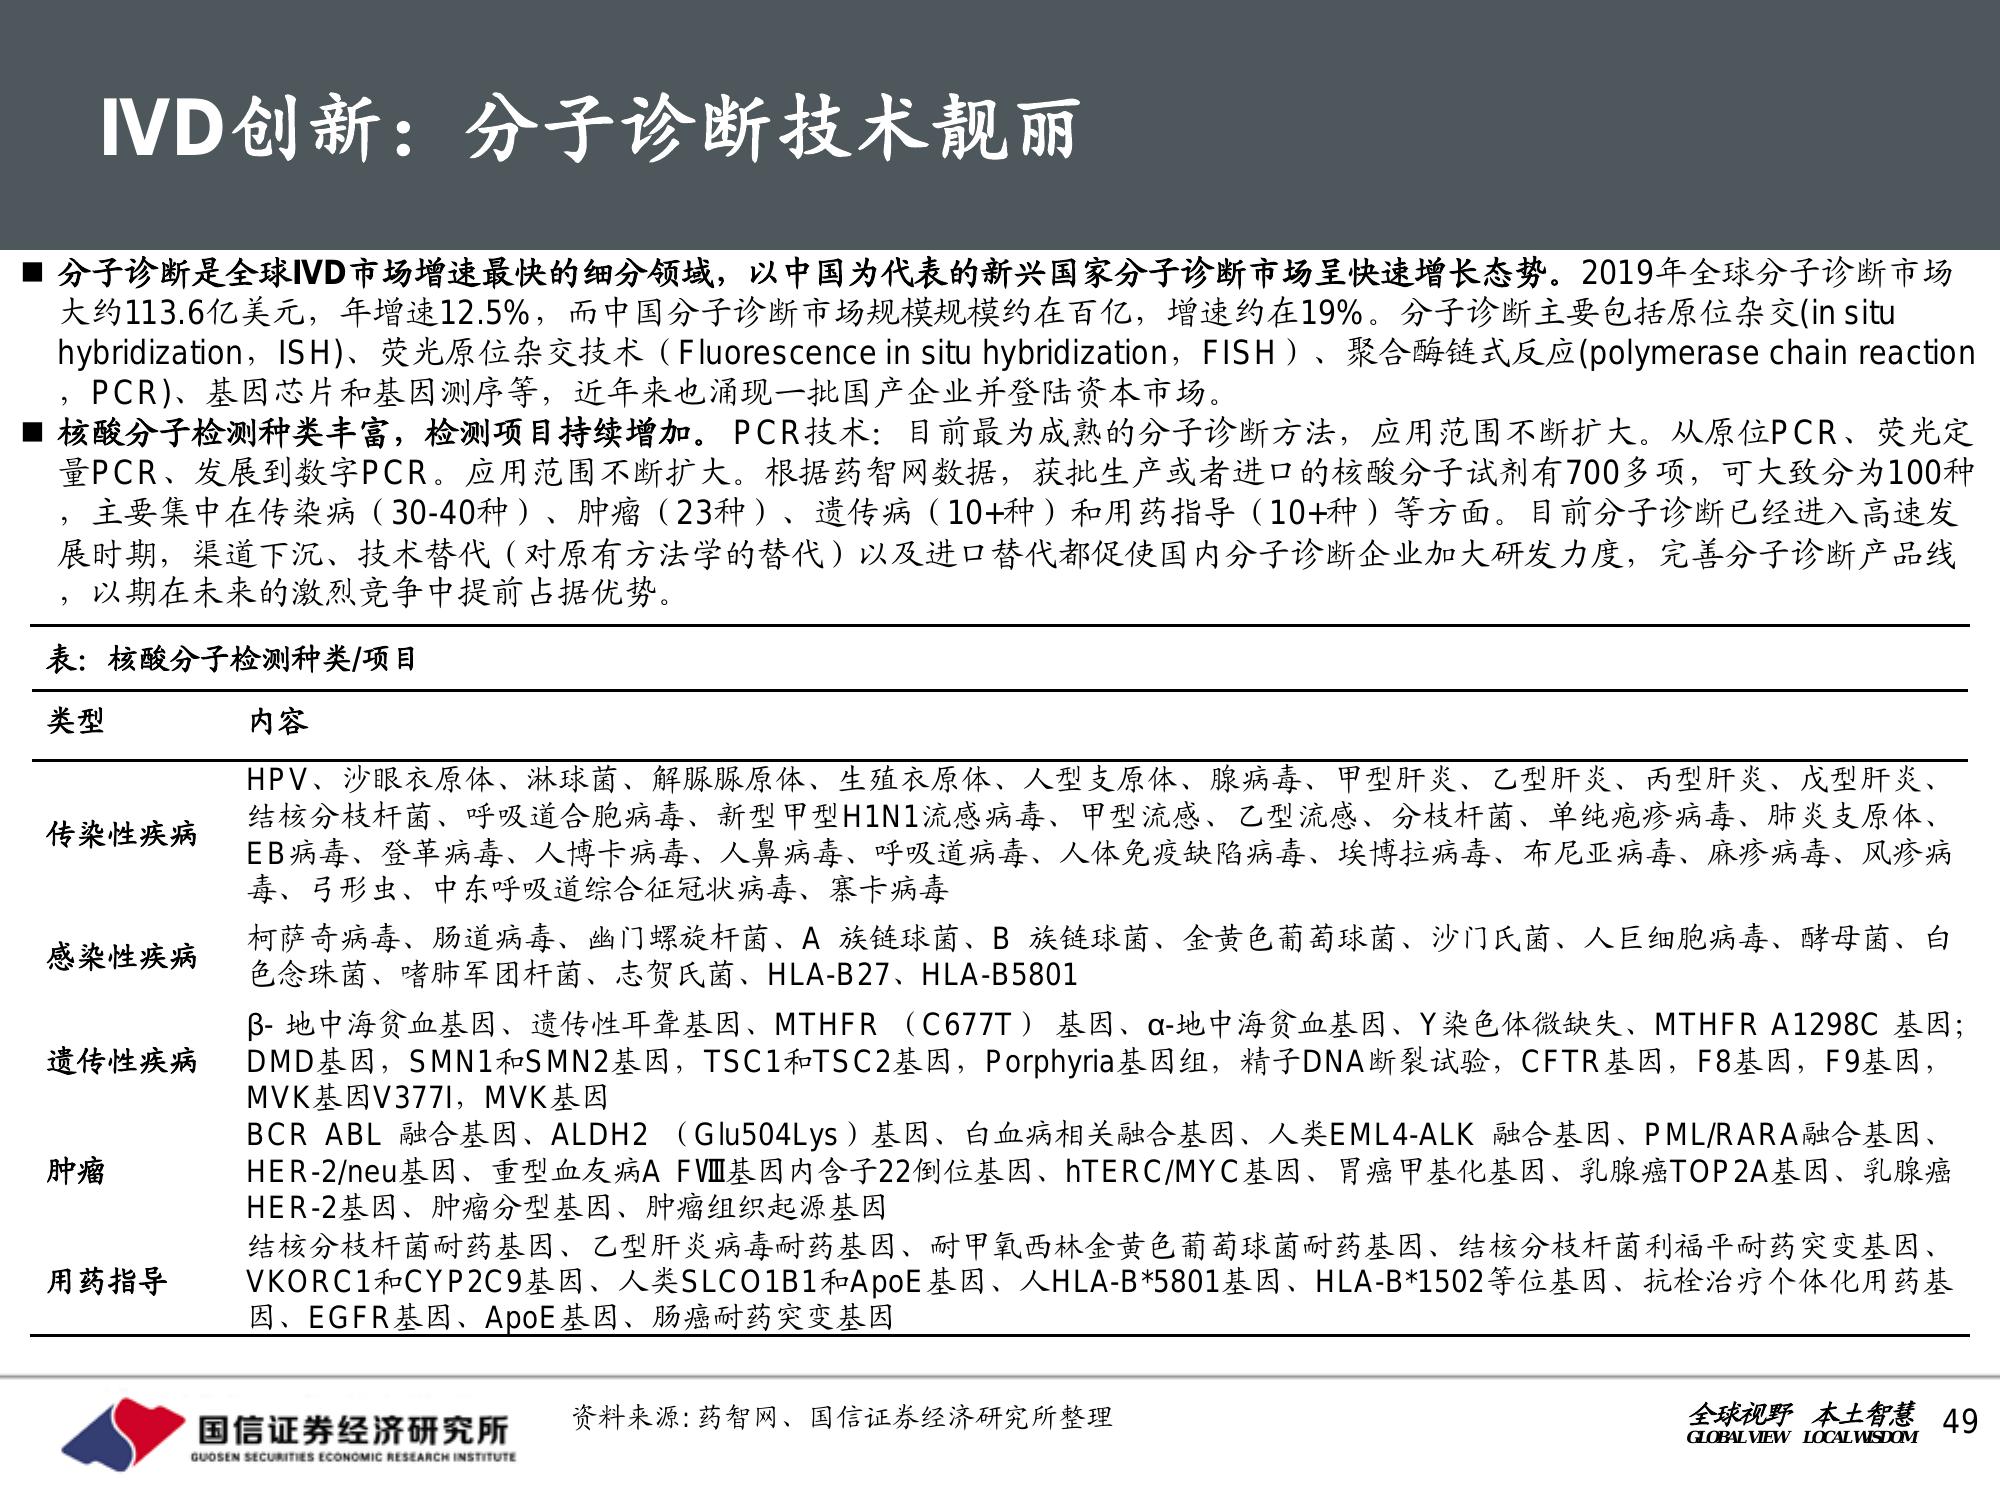 IVD创新：分子诊断技术靓丽
■ 分子诊断是全球IVD市场增速最快的细分领域，以中国为代表的新兴国家分子诊断市场呈快速增长态势。2019年全球分子诊断市场
大约113.6亿美元，年增速12.5%，而中国分子诊断市场规模规模约在百亿，增速约在19%。分子诊断主要包括原位杂交(in situ
hybridization，ISH)、荧光原位杂交技术（Fluorescence in situ hybridization，FISH）、聚合酶链式反应(polymerase chain reaction
，PCR)、基因芯片和基因测序等，近年来也涌现一批国产企业并登陆资本市场。
■ 核酸分子检测种类丰富，检测项目持续增加。 PCR技术：目前最为成熟的分子诊断方法，应用范围不断扩大。从原位PCR、荧光定
量PCR、发展到数字PCR。应用范围不断扩大。根据药智网数据，获批生产或者进口的核酸分子试剂有700多项，可大致分为100种
，主要集中在传染病（30-40种）、肿瘤（23种）、遗传病（10+种）和用药指导（10+种）等方面。目前分子诊断已经进入高速发
展时期，渠道下沉、技术替代（对原有方法学的替代）以及进口替代都促使国内分子诊断企业加大研发力度，完善分子诊断产品线
，以期在未来的激烈竞争中提前占据优势。
表：核酸分子检测种类/项目
类型 内容
传染性疾病
HPV、沙眼衣原体、淋球菌、解脲脲原体、生殖衣原体、人型支原体、腺病毒、甲型肝炎、乙型肝炎、丙型肝炎、戊型肝炎、
结核分枝杆菌、呼吸道合胞病毒、新型甲型H1N1流感病毒、甲型流感、乙型流感、分枝杆菌、单纯疱疹病毒、肺炎支原体、
EB病毒、登革病毒、人博卡病毒、人鼻病毒、呼吸道病毒、人体免疫缺陷病毒、埃博拉病毒、布尼亚病毒、麻疹病毒、风疹病
毒、弓形虫、中东呼吸道综合征冠状病毒、寨卡病毒
感染性疾病
柯萨奇病毒、肠道病毒、幽门螺旋杆菌、A 族链球菌、B 族链球菌、金黄色葡萄球菌、沙门氏菌、人巨细胞病毒、酵母菌、白
色念珠菌、嗜肺军团杆菌、志贺氏菌、HLA-B27、HLA-B5801
遗传性疾病
β- 地中海贫血基因、遗传性耳聋基因、MTHFR （C677T） 基因、α-地中海贫血基因、Y染色体微缺失、MTHFR A1298C 基因；
DMD基因，SMN1和SMN2基因，TSC1和TSC2基因，Porphyria基因组，精子DNA断裂试验，CFTR基因，F8基因，F9基因，
MVK基因V377I，MVK基因
肿瘤
BCR ABL 融合基因、ALDH2 （Glu504Lys）基因、白血病相关融合基因、人类EML4-ALK 融合基因、PML/RARA融合基因、
HER-2/neu基因、重型血友病A FⅧ基因内含子22倒位基因、hTERC/MYC基因、胃癌甲基化基因、乳腺癌TOP2A基因、乳腺癌
HER-2基因、肿瘤分型基因、肿瘤组织起源基因
用药指导
结核分枝杆菌耐药基因、乙型肝炎病毒耐药基因、耐甲氧西林金黄色葡萄球菌耐药基因、结核分枝杆菌利福平耐药突变基因、
VKORC1和CYP2C9基因、人类SLCO1B1和ApoE基因、人HLA-B*5801基因、HLA-B*1502等位基因、抗栓治疗个体化用药基
因、EGFR基因、ApoE基因、肠癌耐药突变基因
国信证券经济研究所
GUOSEN SECURITIES ECONOMIC RESEARCH INSTITUTE
资料来源：药智网、国信证券经济研究所整理
全球视野 本土智慧
GLOBAL VIEW LOCAL WISDOM
49